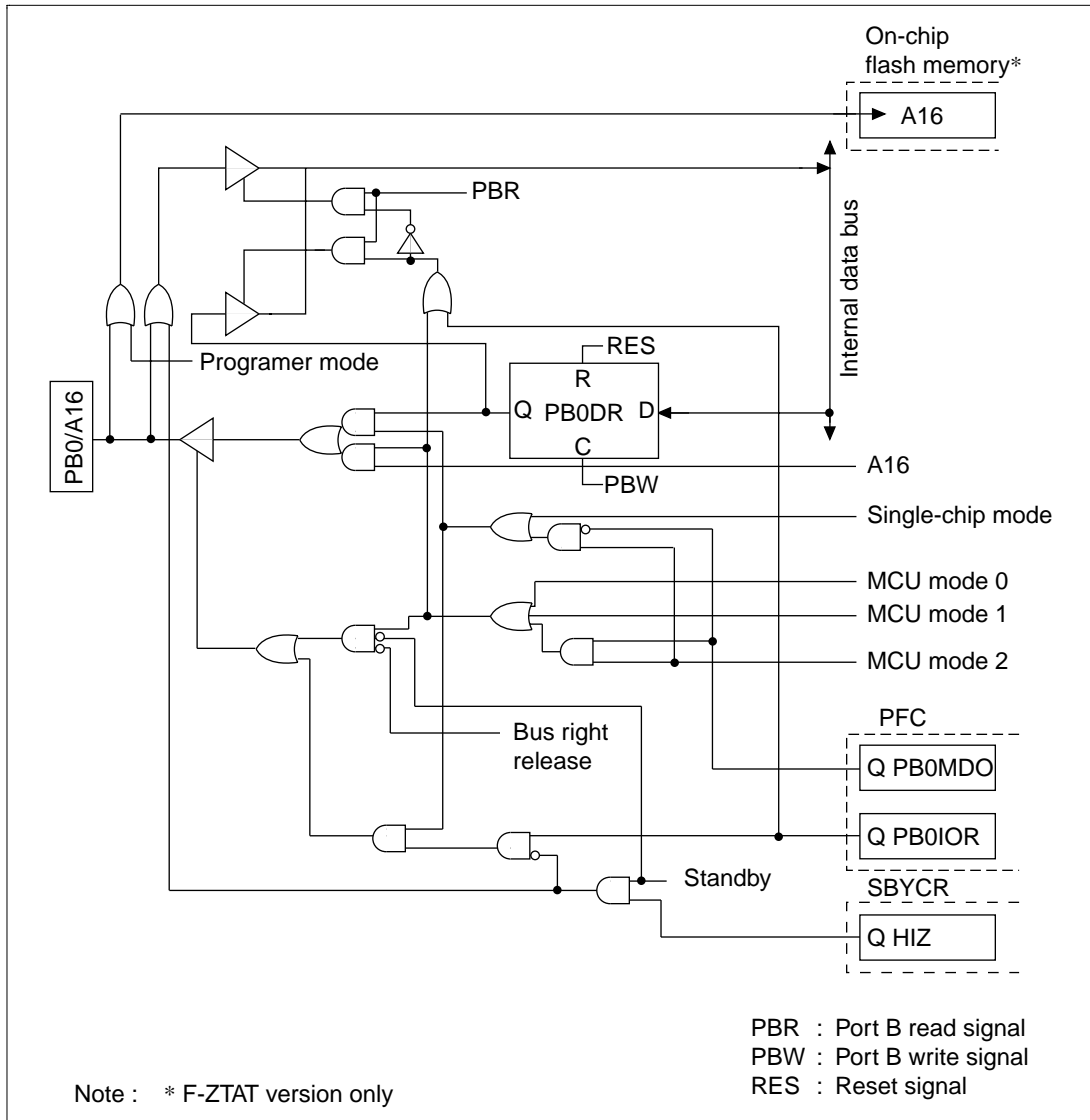 On-chip
flash memory*
A16
PBR
Internal data bus
Programer mode
RES
R
Q PB0DR D
C
PBW
PB0/A16
A16
Single-chip mode
MCU mode 0
MCU mode 1
MCU mode 2
Bus right
release
PFC
Q PB0MDO
Q PB0IOR
Standby
SBYCR
Q HIZ
PBR : Port B read signal
PBW : Port B write signal
RES : Reset signal
Note : * F-ZTAT version only